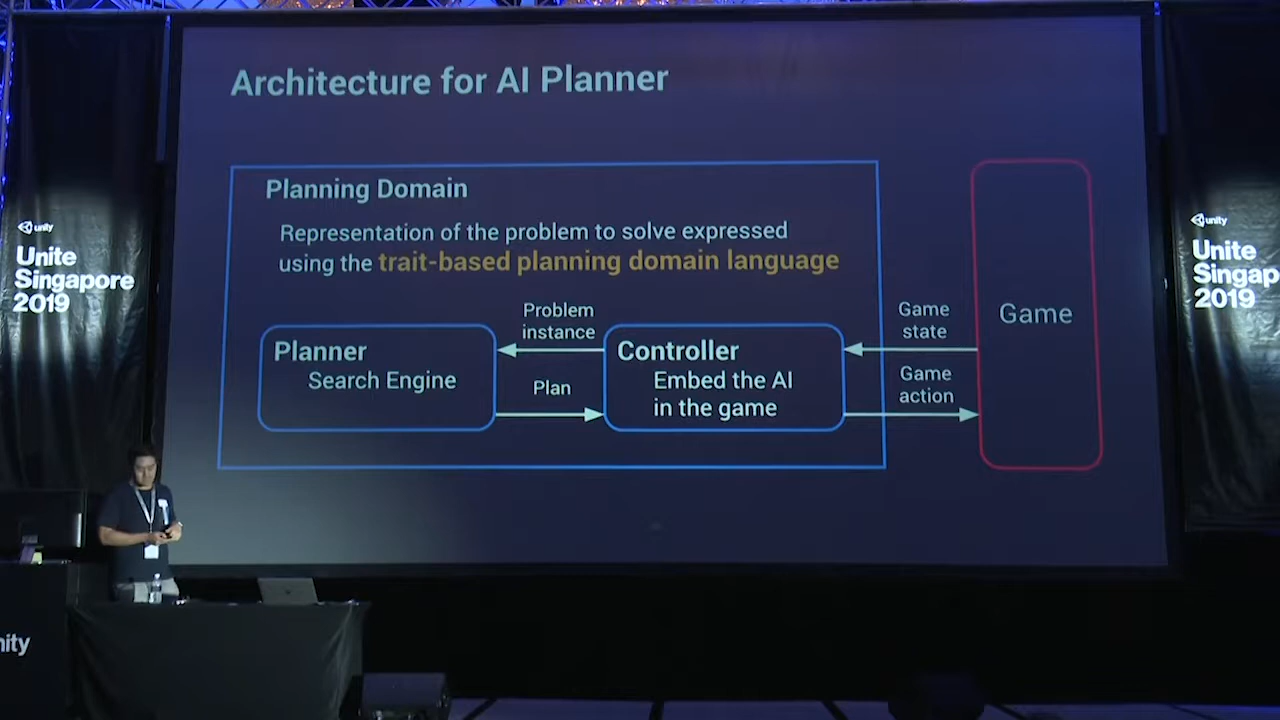 Architecture for AI Planner
Planning Domain
Representation of the problem to solve expressed
using the trait-based planning domain language
Problem
instance
Planner
Search Engine
Plan
Controller
Embed the AI
in the game
Game
state
Game
action
Game
unity
Unite
Singapore
2019
unity
Unite
Singap
2019
nity